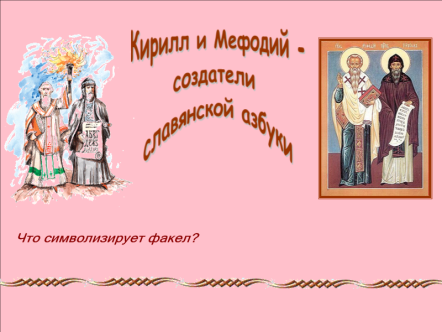 Кирилл и Мефодий -
создатели
славянской азбуки
Что символизирует факел?